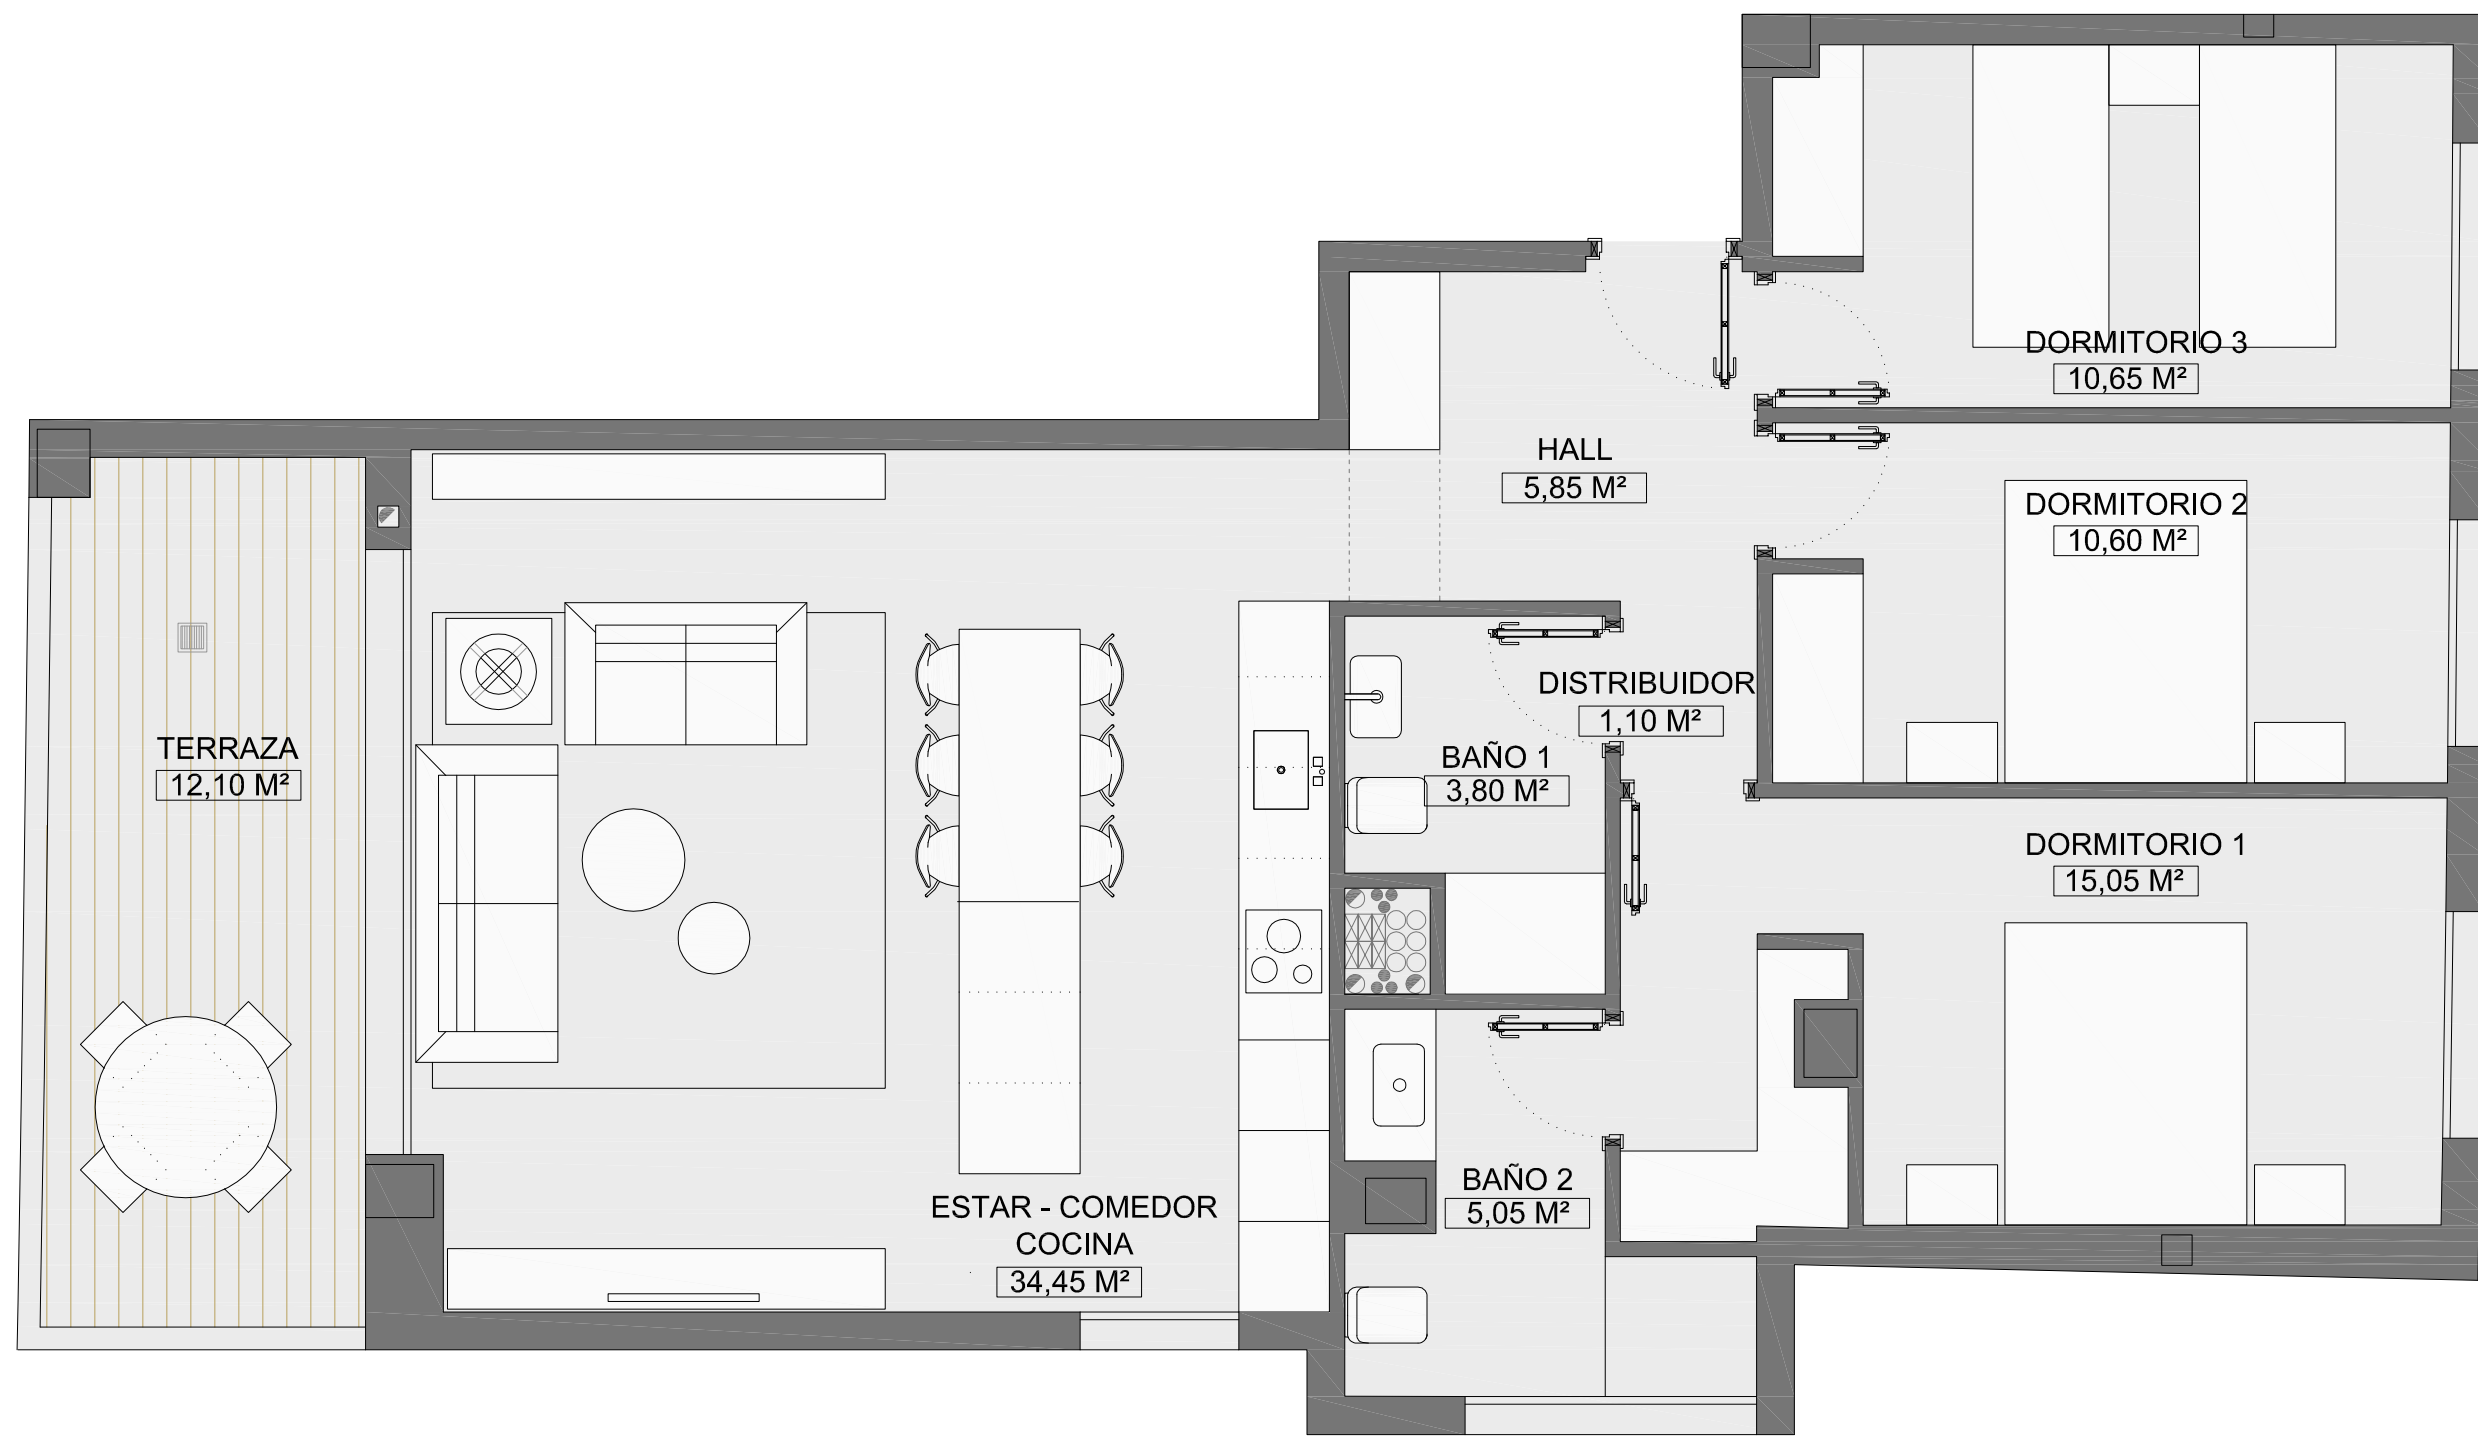 DORMITORIO 3
10,65 M²
HALL
5,85 M²
DORMITORIO 2
10,60 M²
DISTRIBUIDOR
1,10 M²
TERRAZA
12,10 M²
BAÑO 1
3,80 M²
DORMITORIO 1
15,05 M²
ESTAR - COMEDOR
COCINA
34,45 M²
BAÑO 2
5,05 M²